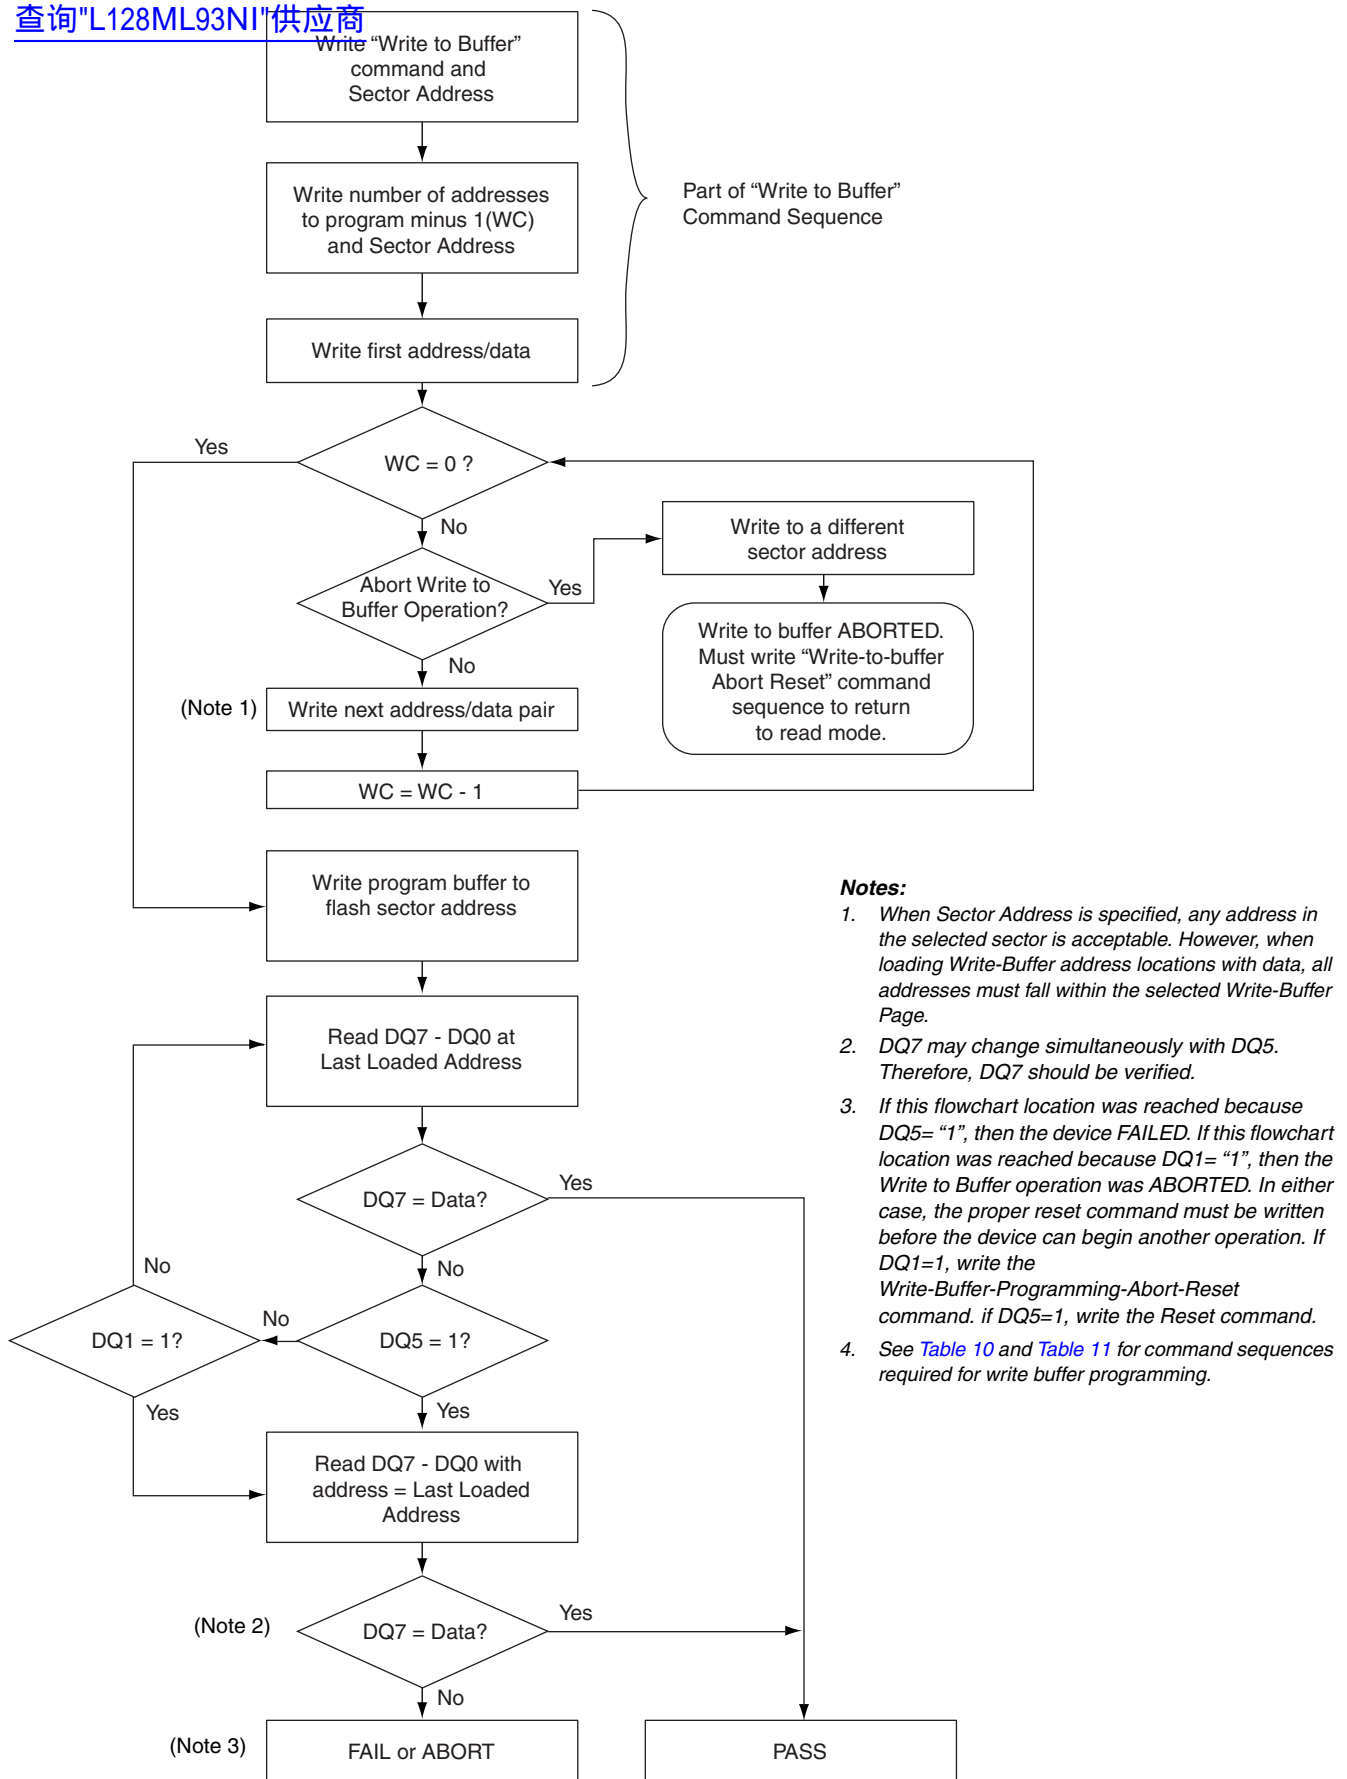 查询"L128ML93NI"供应商
Write “Write to Buffer”
command and
Sector Address
Write number of addresses
to program minus 1(WC)
and Sector Address
Part of “Write to Buffer”
Command Sequence
Write first address/data
Yes
WC = 0 ?
No
Write to a different
sector address
Abort Write to
Buffer Operation?
Yes
Write to buffer ABORTED.
Must write “Write-to-buffer
Abort Reset” command
sequence to return
to read mode.
No
(Note 1)
Write next address/data pair
WC = WC - 1
Write program buffer to
flash sector address
Notes:
1. When Sector Address is specified, any address in
the selected sector is acceptable. However, when
loading Write-Buffer address locations with data, all
addresses must fall within the selected Write-Buffer
Page.
2. DQ7 may change simultaneously with DQ5.
Therefore, DQ7 should be verified.
3. If this flowchart location was reached because
DQ5= “1”, then the device FAILED. If this flowchart
location was reached because DQ1= “1”, then the
Write to Buffer operation was ABORTED. In either
case, the proper reset command must be written
before the device can begin another operation. If
DQ1=1, write the
Write-Buffer-Programming-Abort-Reset
command. if DQ5=1, write the Reset command.
4. See Table 10 and Table 11 for command sequences
required for write buffer programming.
Read DQ7 - DQ0 at
Last Loaded Address
DQ7 = Data?
Yes
No
No
DQ1 = 1?
No
DQ5 = 1?
Yes
Yes
Read DQ7 - DQ0 with
address = Last Loaded
Address
(Note 2)
DQ7 = Data?
Yes
No
(Note 3)
FAIL or ABORT
PASS